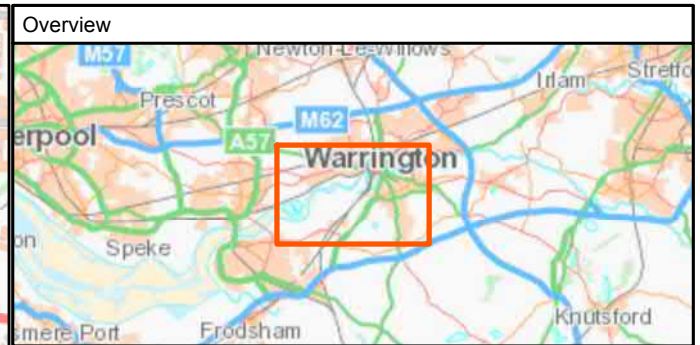 Overview
M57
Newton-Le-Willows
Irlam
Stretfo
Prescot
M62
erpool
A57
Warrington
on
Speke
smere Port
Frodsham
Knutsford